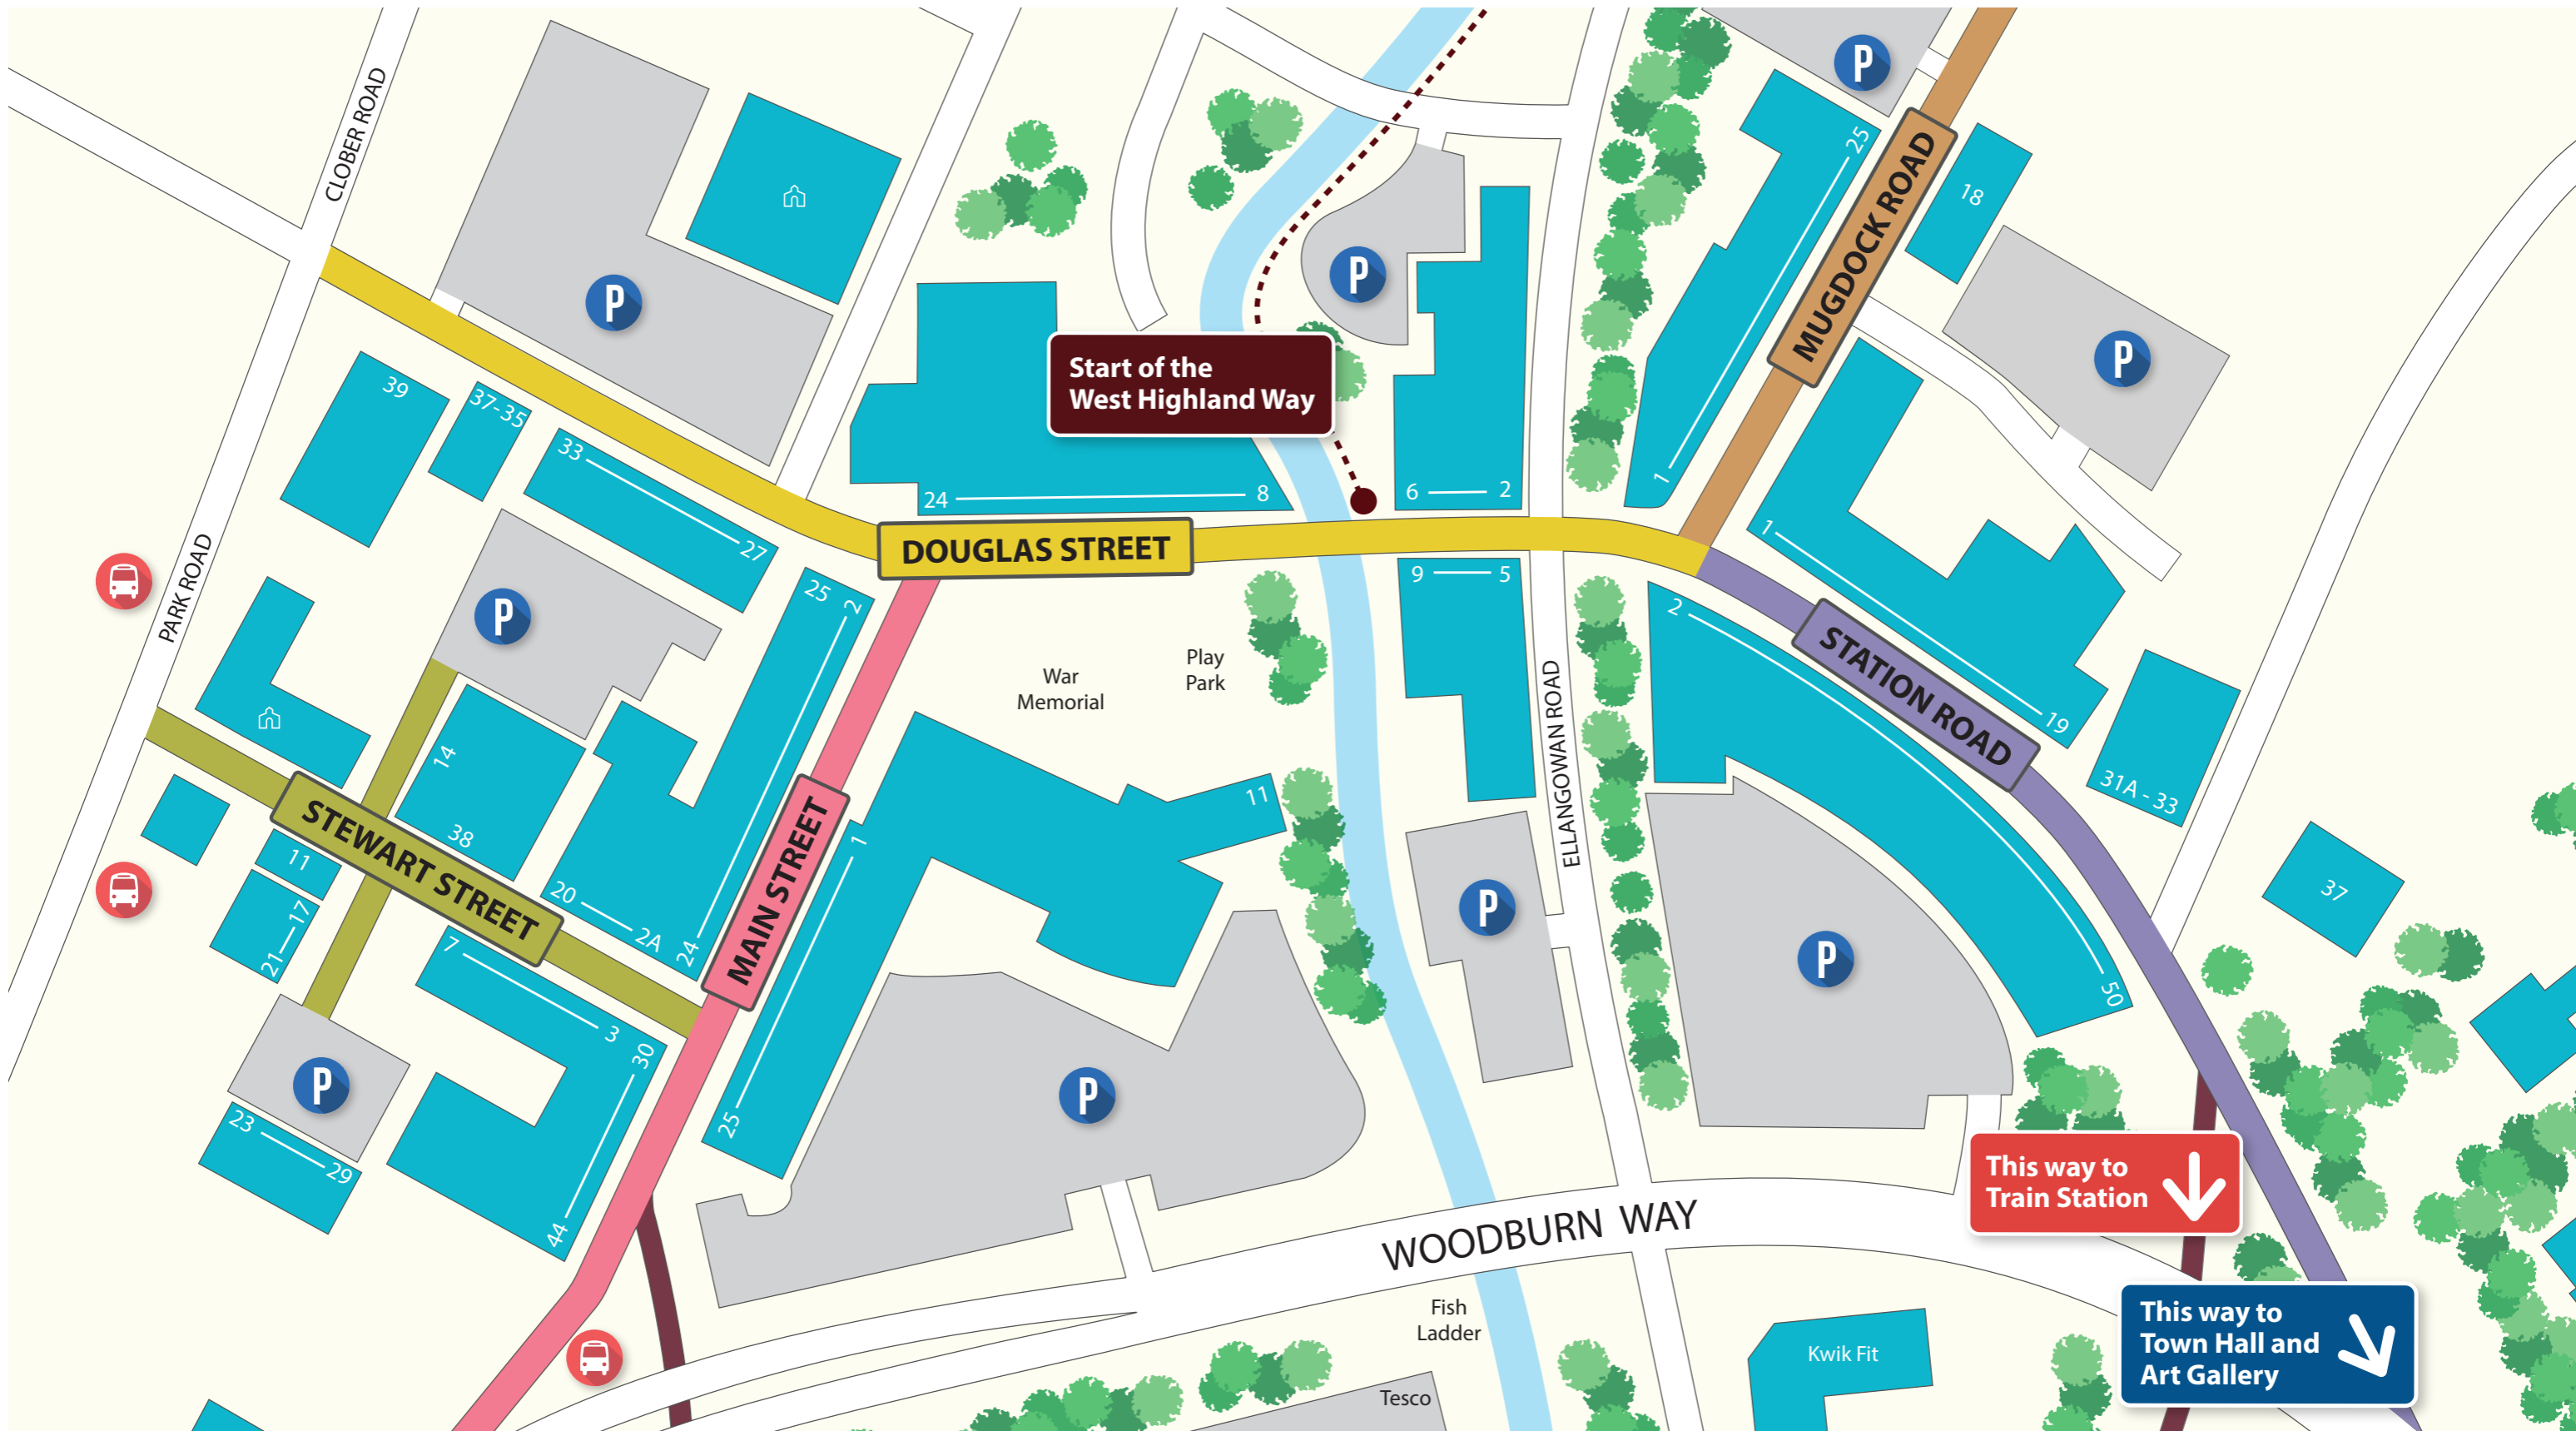 CLOBER ROAD
P
P
25
MUGDOCK ROAD
18
P
P
P
Start of the
West Highland Way
39
37-35
33
27
24
8
6
2
1
DOUGLAS STREET
1
19
PARK ROAD
P
25
2
9
5
2
STATION ROAD
War
Memorial
Play
Park
ELLANGOWAN ROAD
31A - 33
14
38
STEWART STREET
MAIN STREET
1
11
11
20
2A
24
21
17
7
3
30
P
P
50
37
P
P
25
23
29
44
This way to
Train Station
WOODBURN WAY
Fish
Ladder
Kwik Fit
Tesco
This way to
Town Hall and
Art Gallery